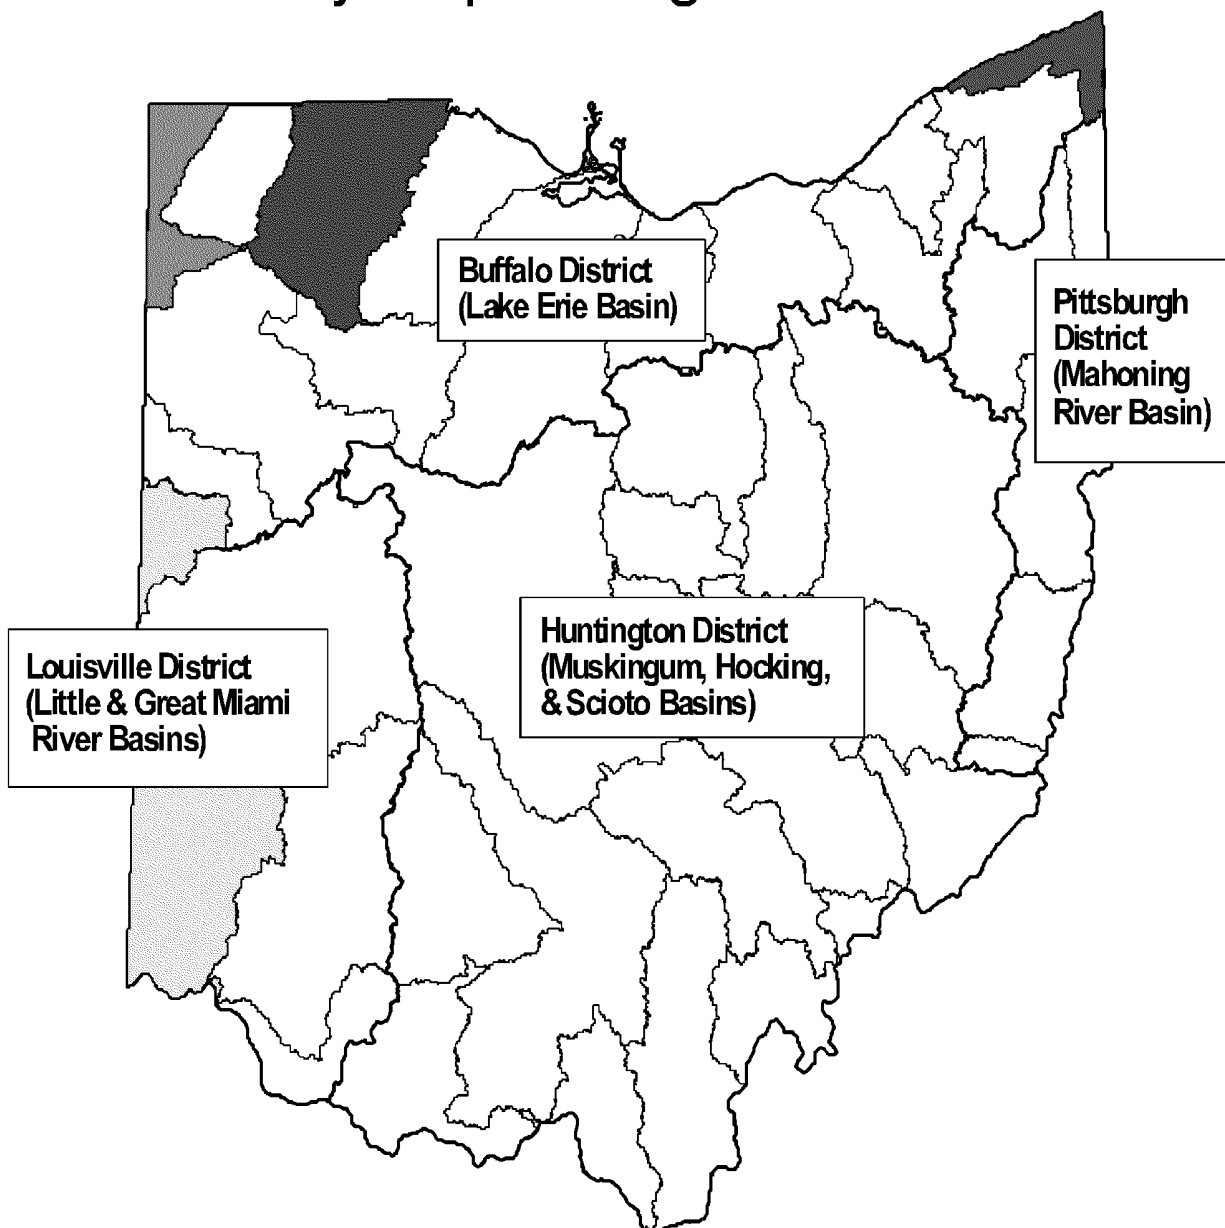 Buffalo District
(Lake Erie Basin)
Pittsburgh
District
(Mahoning
River Basin)
Huntington District
(Muskingum, Hocking,
& Scioto Basins)
Louisville District
(Little & Great Miami
River Basins)